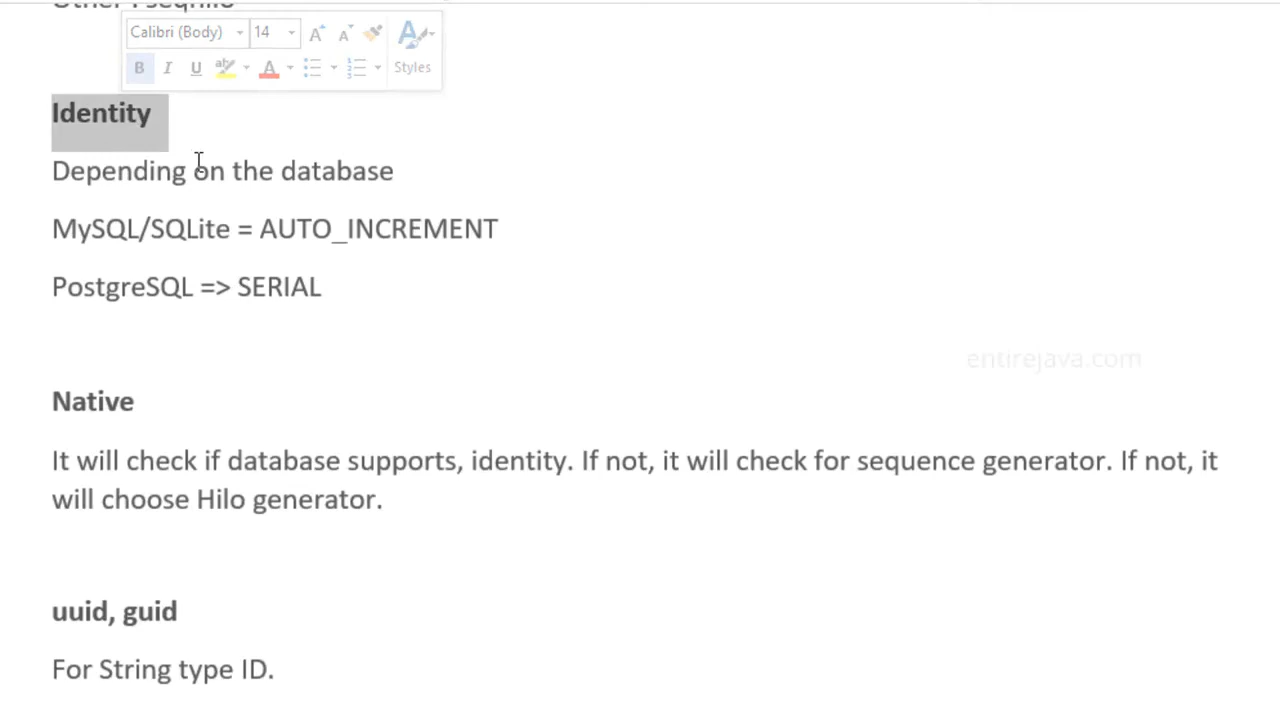 Calibri (Body) 14
B I U Styles
Identity
Depending on the database
MySQL/SQLite = AUTO_INCREMENT
PostgreSQL => SERIAL
entirejava.com
Native
It will check if database supports, identity. If not, it will check for sequence generator. If not, it
will choose Hilo generator.
uuid, guid
For String type ID.